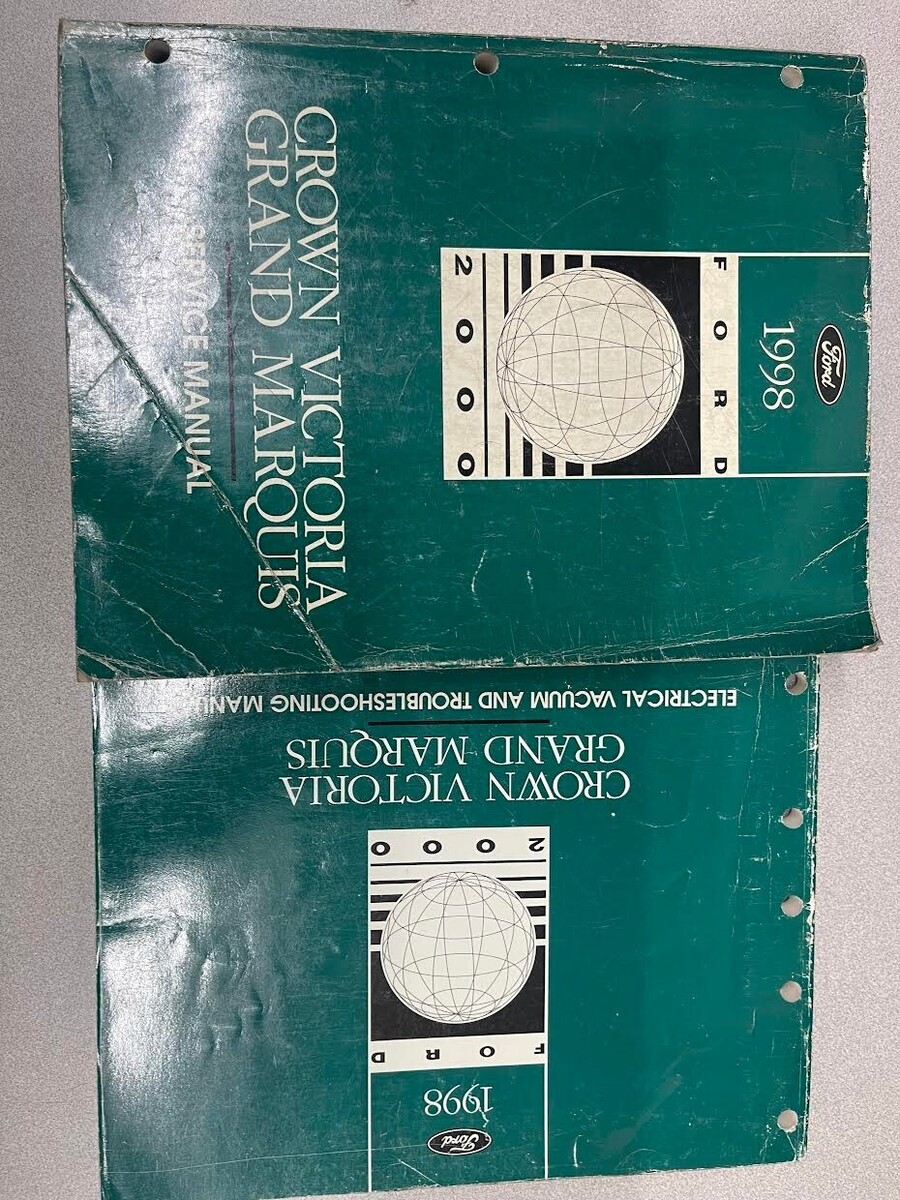 Ford
1998
FORD
2000
CROWN VICTORIA
GRAND MARQUIS
SERVICE MANUAL
Ford
1998
FORD
2000
CROWN VICTORIA
GRAND MARQUIS
ELECTRICAL VACUUM AND TROUBLESHOOTING